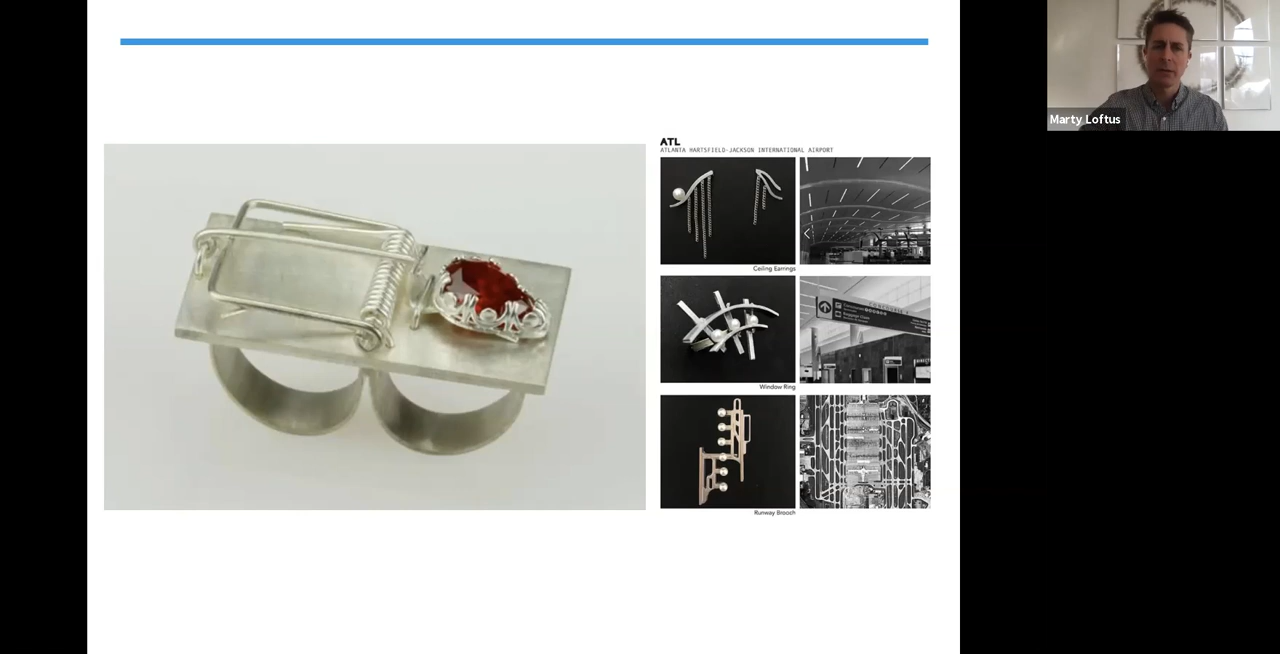 ATL
ATLANTA HARTSFIELD-JACKSON INTERNATIONAL AIRPORT
Ceiling Earrings
Window Ring
Runway Brooch
Marty Loftus